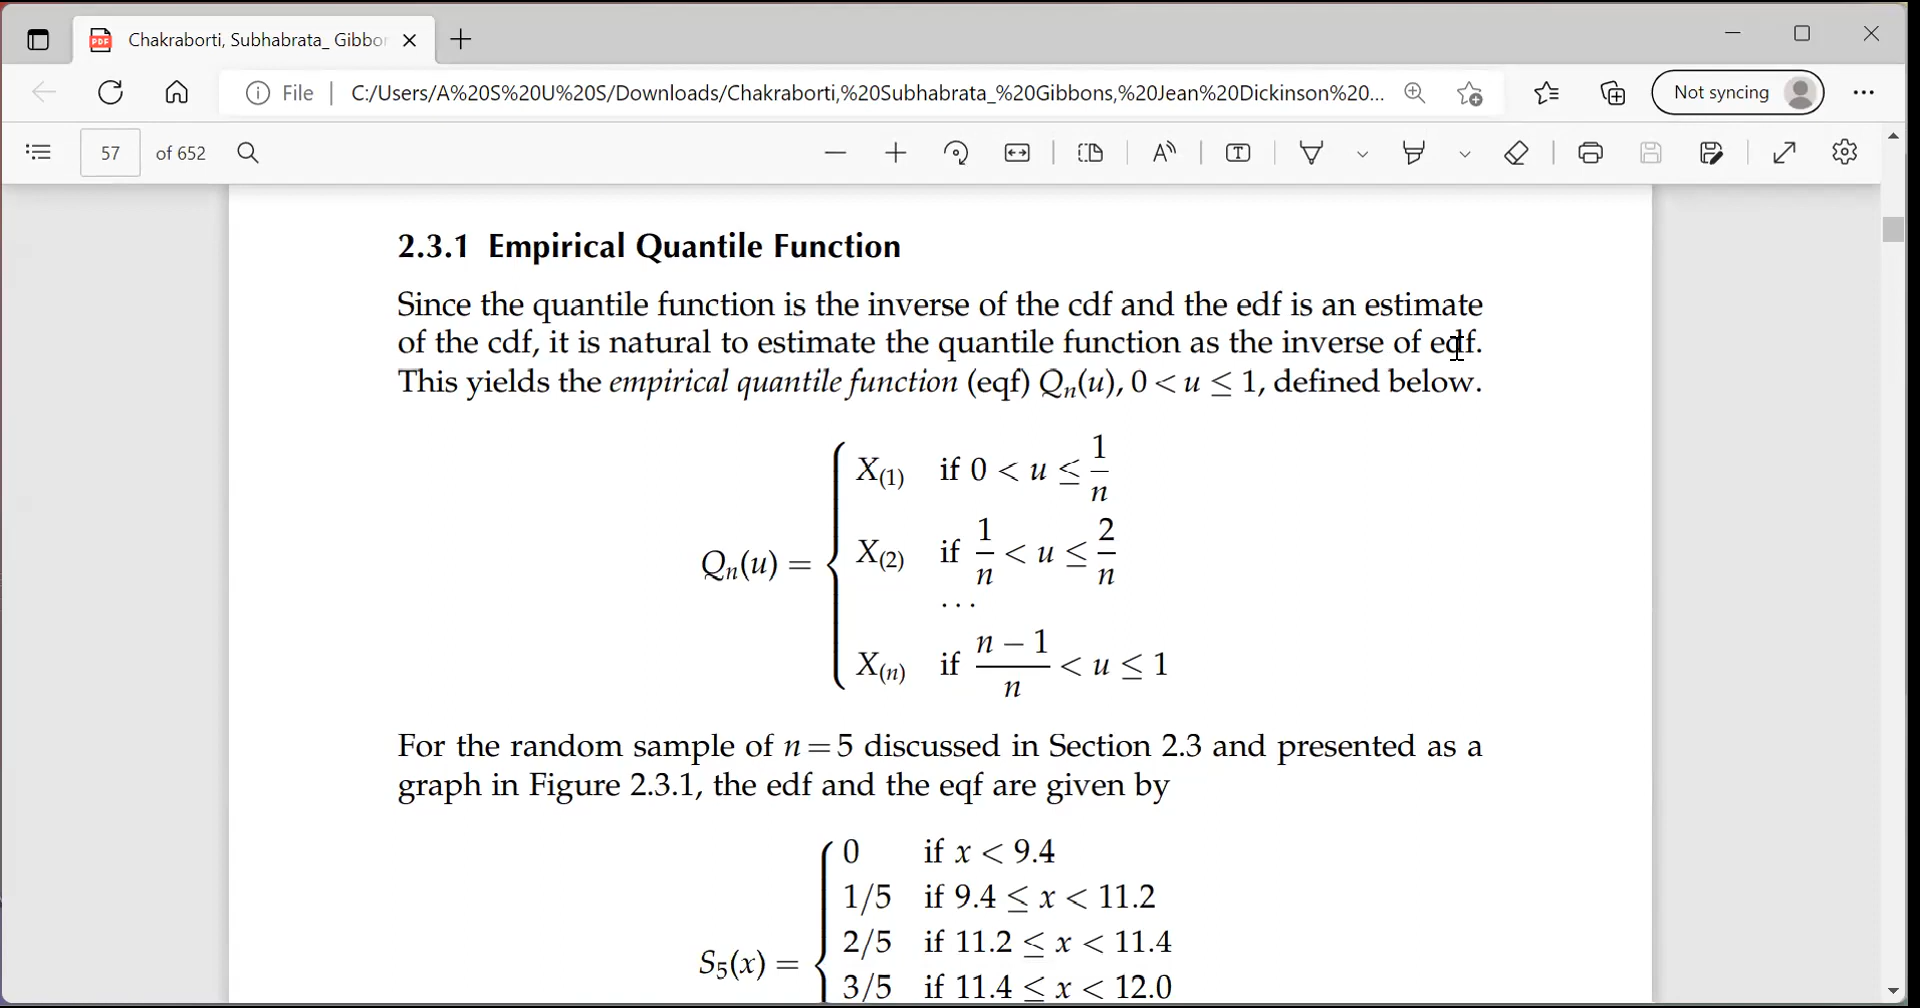 Chakraborti, Subhabrata_ Gibbor
File
C:/Users/A%20S%20U%20S/Downloads/Chakraborti,%20Subhabrata_%20Gibbons,%20Jean%20Dickinson%20...
Not syncing
57 of 652
2.3.1 Empirical Quantile Function
Since the quantile function is the inverse of the cdf and the edf is an estimate
of the cdf, it is natural to estimate the quantile function as the inverse of edf.
This yields the empirical quantile function (eqf) Qₙ(u), 0 < u ≤ 1, defined below.
Qₙ(u) =
X₍₁₎ if 0 < u ≤ 1/n
X₍₂₎ if 1/n < u ≤ 2/n
...
X₍ₙ₎ if (n − 1)/n < u ≤ 1
For the random sample of n = 5 discussed in Section 2.3 and presented as a
graph in Figure 2.3.1, the edf and the eqf are given by
S₅(x) =
0 if x < 9.4
1/5 if 9.4 ≤ x < 11.2
2/5 if 11.2 ≤ x < 11.4
3/5 if 11.4 ≤ x < 12.0